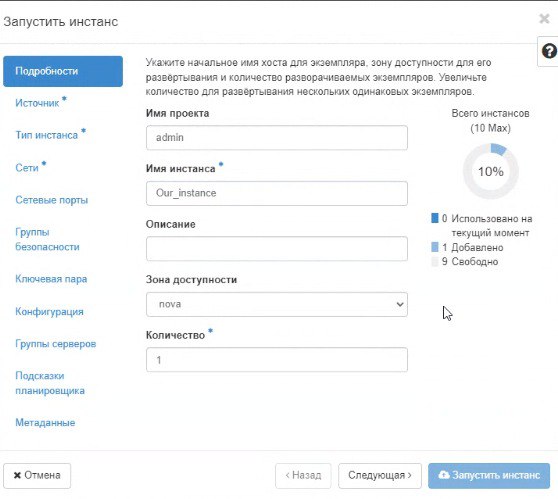 Запустить инстанс
×
?
Подробности
Источник *
Тип инстанса *
Сети *
Сетевые порты
Группы
безопасности
Ключевая пара
Конфигурация
Группы серверов
Подсказки
планировщика
Метаданные
Укажите начальное имя хоста для экземпляра, зону доступности для его
развёртывания и количество разворачиваемых экземпляров. Увеличьте
количество для развёртывания нескольких одинаковых экземпляров.
Имя проекта
admin
Имя инстанса *
Our_instance
Описание
Зона доступности
nova
Количество *
1
Всего инстансов
(10 Max)
10%
0 Использовано на
текущий момент
1 Добавлено
9 Свободно
× Отмена
‹ Назад
Следующая ›
Запустить инстанс